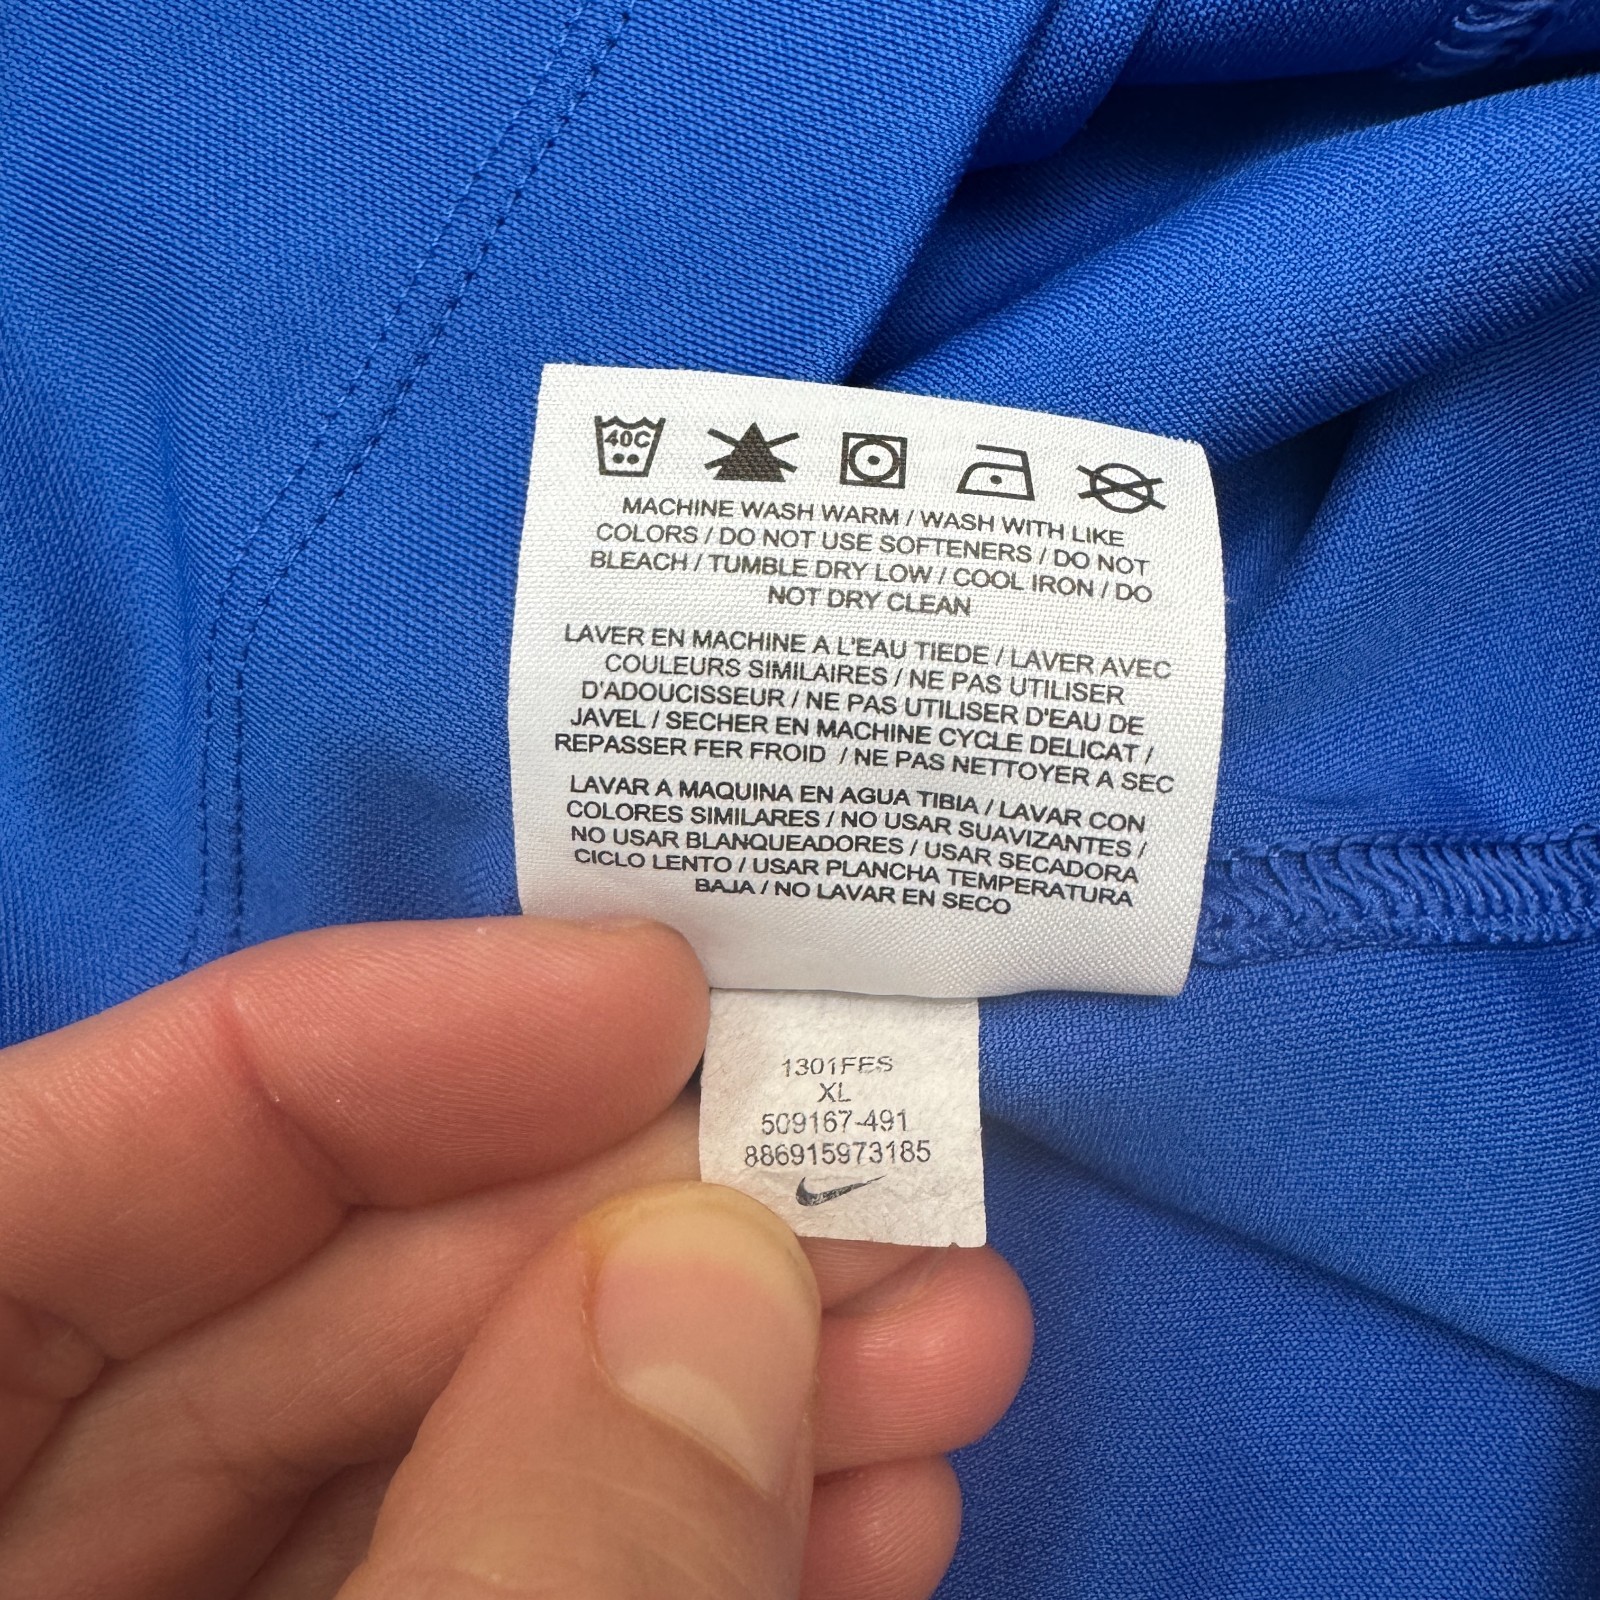 40C
MACHINE WASH WARM / WASH WITH LIKE
COLORS / DO NOT USE SOFTENERS / DO NOT
BLEACH / TUMBLE DRY LOW / COOL IRON / DO
NOT DRY CLEAN
LAVER EN MACHINE A L'EAU TIEDE / LAVER AVEC
COULEURS SIMILAIRES / NE PAS UTILISER
D'ADOUCISSEUR / NE PAS UTILISER D'EAU DE
JAVEL / SECHER EN MACHINE CYCLE DELICAT /
REPASSER FER FROID / NE PAS NETTOYER A SEC
LAVAR A MAQUINA EN AGUA TIBIA / LAVAR CON
COLORES SIMILARES / NO USAR SUAVIZANTES /
NO USAR BLANQUEADORES / USAR SECADORA
CICLO LENTO / USAR PLANCHA TEMPERATURA
BAJA / NO LAVAR EN SECO
1301FES
XL
509167-491
886915973185